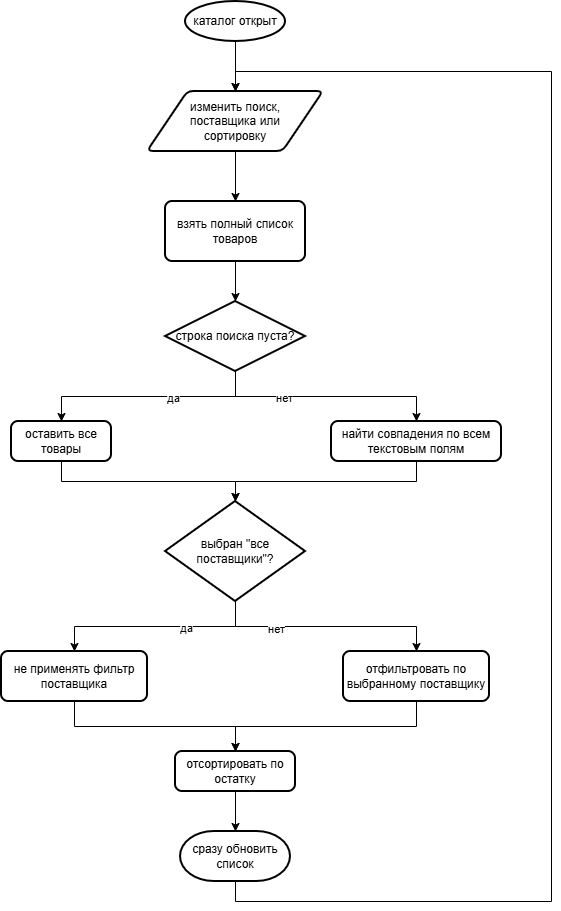 каталог открыт
изменить поиск,
поставщика или
сортировку
взять полный список
товаров
строка поиска пуста?
да
нет
оставить все
товары
найти совпадения по всем
текстовым полям
выбран "все
поставщики"?
да
нет
не применять фильтр
поставщика
отфильтровать по
выбранному поставщику
отсортировать по
остатку
сразу обновить
список